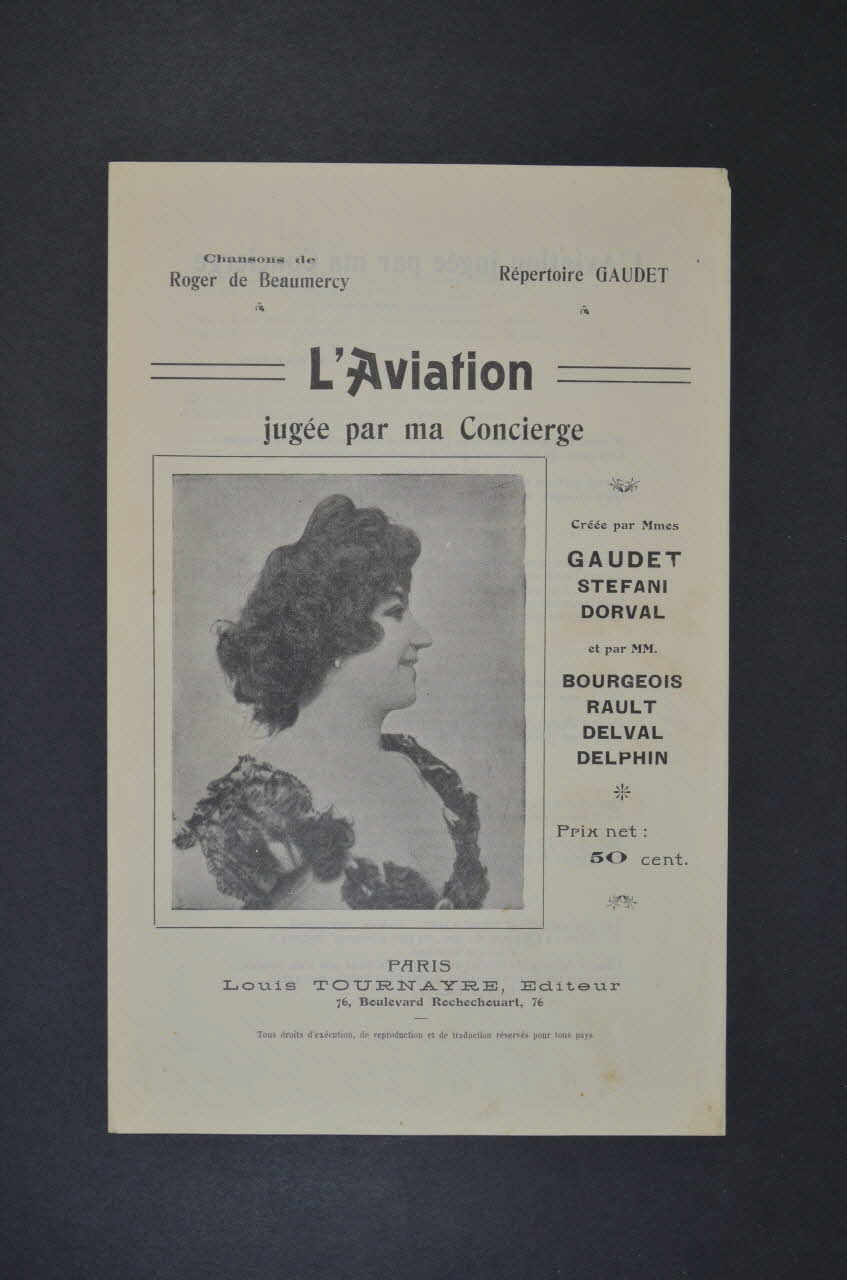 Chansons de
Roger de Beaumercy
Répertoire GAUDET
L'Aviation
jugée par ma Concierge
Créée par Mmes
GAUDET
STEFANI
DORVAL
et par MM.
BOURGEOIS
RAULT
DELVAL
DELPHIN
Prix net :
50 cent.
PARIS
Louis TOURNAYRE, Editeur
76, Boulevard Rochechouart, 76
Tous droits d'exécution, de reproduction et de traduction réservés pour tous pays.